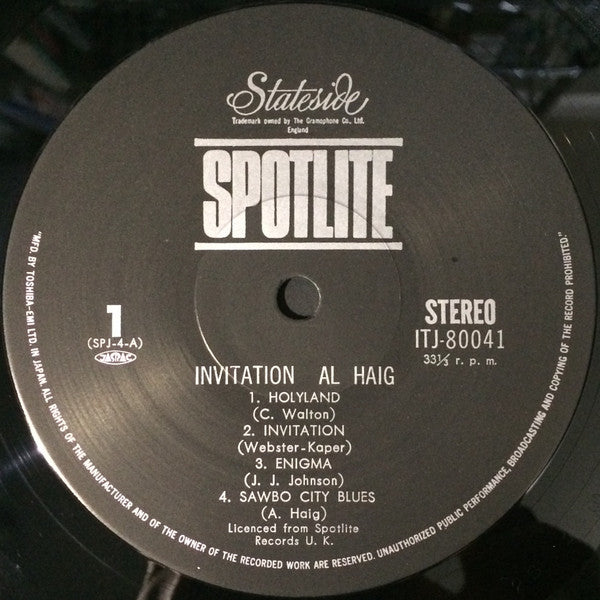 Stateside
Trademark owned by The Gramophone Co., Ltd.
England
SPOTLITE
1
(SPJ-4-A)
JASRAC
STEREO
ITJ-80041
33⅓ r. p. m.
INVITATION AL HAIG
1. HOLYLAND
(C. Walton)
2. INVITATION
(Webster-Kaper)
3. ENIGMA
(J. J. Johnson)
4. SAWBO CITY BLUES
(A. Haig)
Licenced from Spotlite
Records U. K.
"MFD. BY TOSHIBA-EMI LTD. IN JAPAN. ALL RIGHTS OF THE MANUFACTURER AND OF THE OWNER OF THE RECORDED WORK ARE RESERVED. UNAUTHORIZED PUBLIC PERFORMANCE, BROADCASTING AND COPYING OF THE RECORD PROHIBITED."